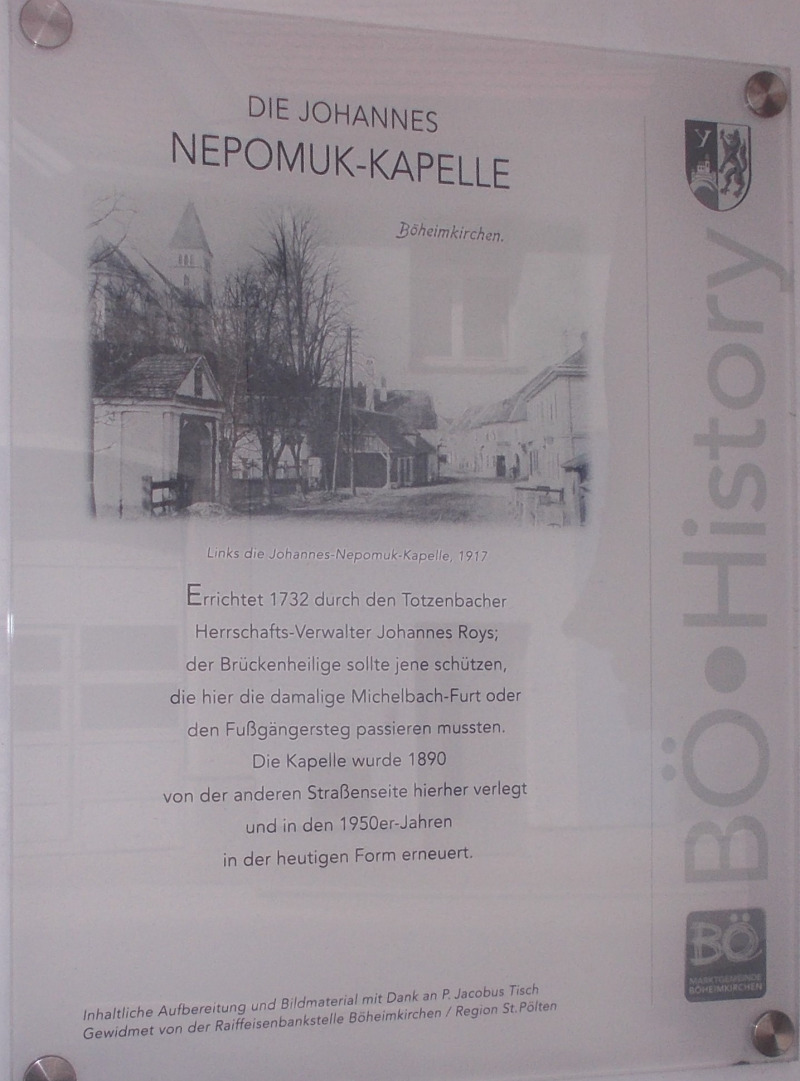 DIE JOHANNES
NEPOMUK-KAPELLE
Böheimkirchen.
Links die Johannes-Nepomuk-Kapelle, 1917
Errichtet 1732 durch den Totzenbacher
Herrschafts-Verwalter Johannes Roys;
der Brückenheilige sollte jene schützen,
die hier die damalige Michelbach-Furt oder
den Fußgängersteg passieren mussten.
Die Kapelle wurde 1890
von der anderen Straßenseite hierher verlegt
und in den 1950er-Jahren
in der heutigen Form erneuert.
Inhaltliche Aufbereitung und Bildmaterial mit Dank an P. Jacobus Tisch
Gewidmet von der Raiffeisenbankstelle Böheimkirchen / Region St.Pölten
Y
BÖ•History
BÖ
MARKTGEMEINDE
BÖHEIMKIRCHEN